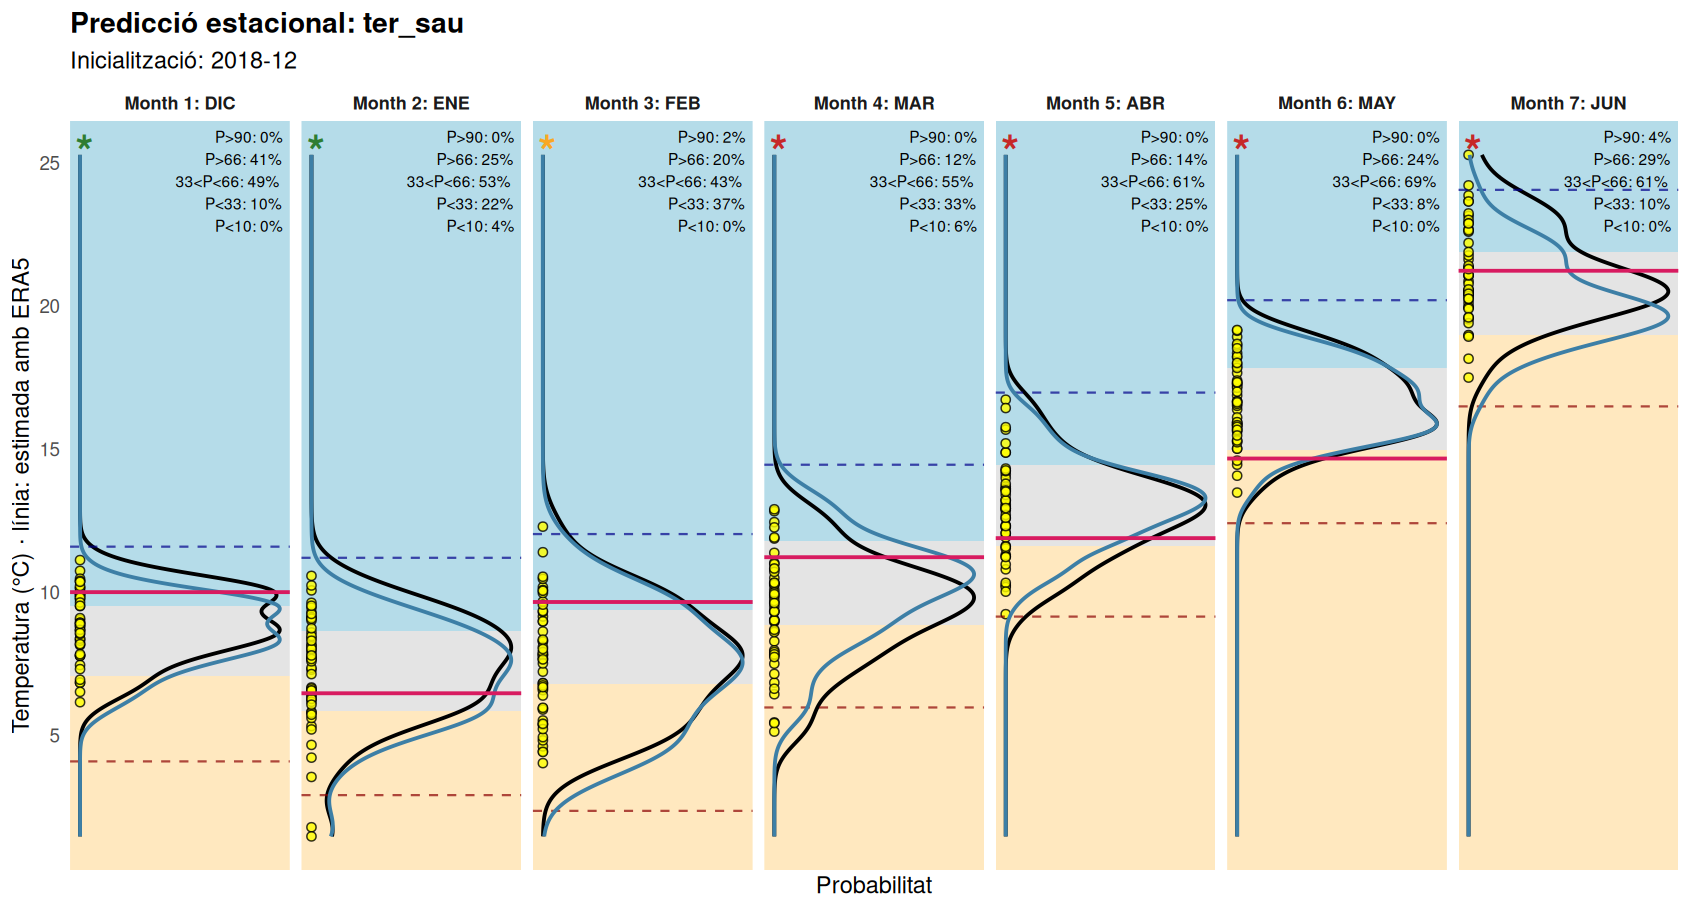 Predicció estacional: ter_sau
Inicialització: 2018-12
Month 1: DIC
Month 2: ENE
Month 3: FEB
Month 4: MAR
Month 5: ABR
Month 6: MAY
Month 7: JUN
P>90: 0%
P>66: 41%
33<P<66: 49%
P<33: 10%
P<10: 0%
P>90: 0%
P>66: 25%
33<P<66: 53%
P<33: 22%
P<10: 4%
P>90: 2%
P>66: 20%
33<P<66: 43%
P<33: 37%
P<10: 0%
P>90: 0%
P>66: 12%
33<P<66: 55%
P<33: 33%
P<10: 6%
P>90: 0%
P>66: 14%
33<P<66: 61%
P<33: 25%
P<10: 0%
P>90: 0%
P>66: 24%
33<P<66: 69%
P<33: 8%
P<10: 0%
P>90: 4%
P>66: 29%
33<P<66: 61%
P<33: 10%
P<10: 0%
25
20
15
10
5
Temperatura (°C) · línia: estimada amb ERA5
Probabilitat